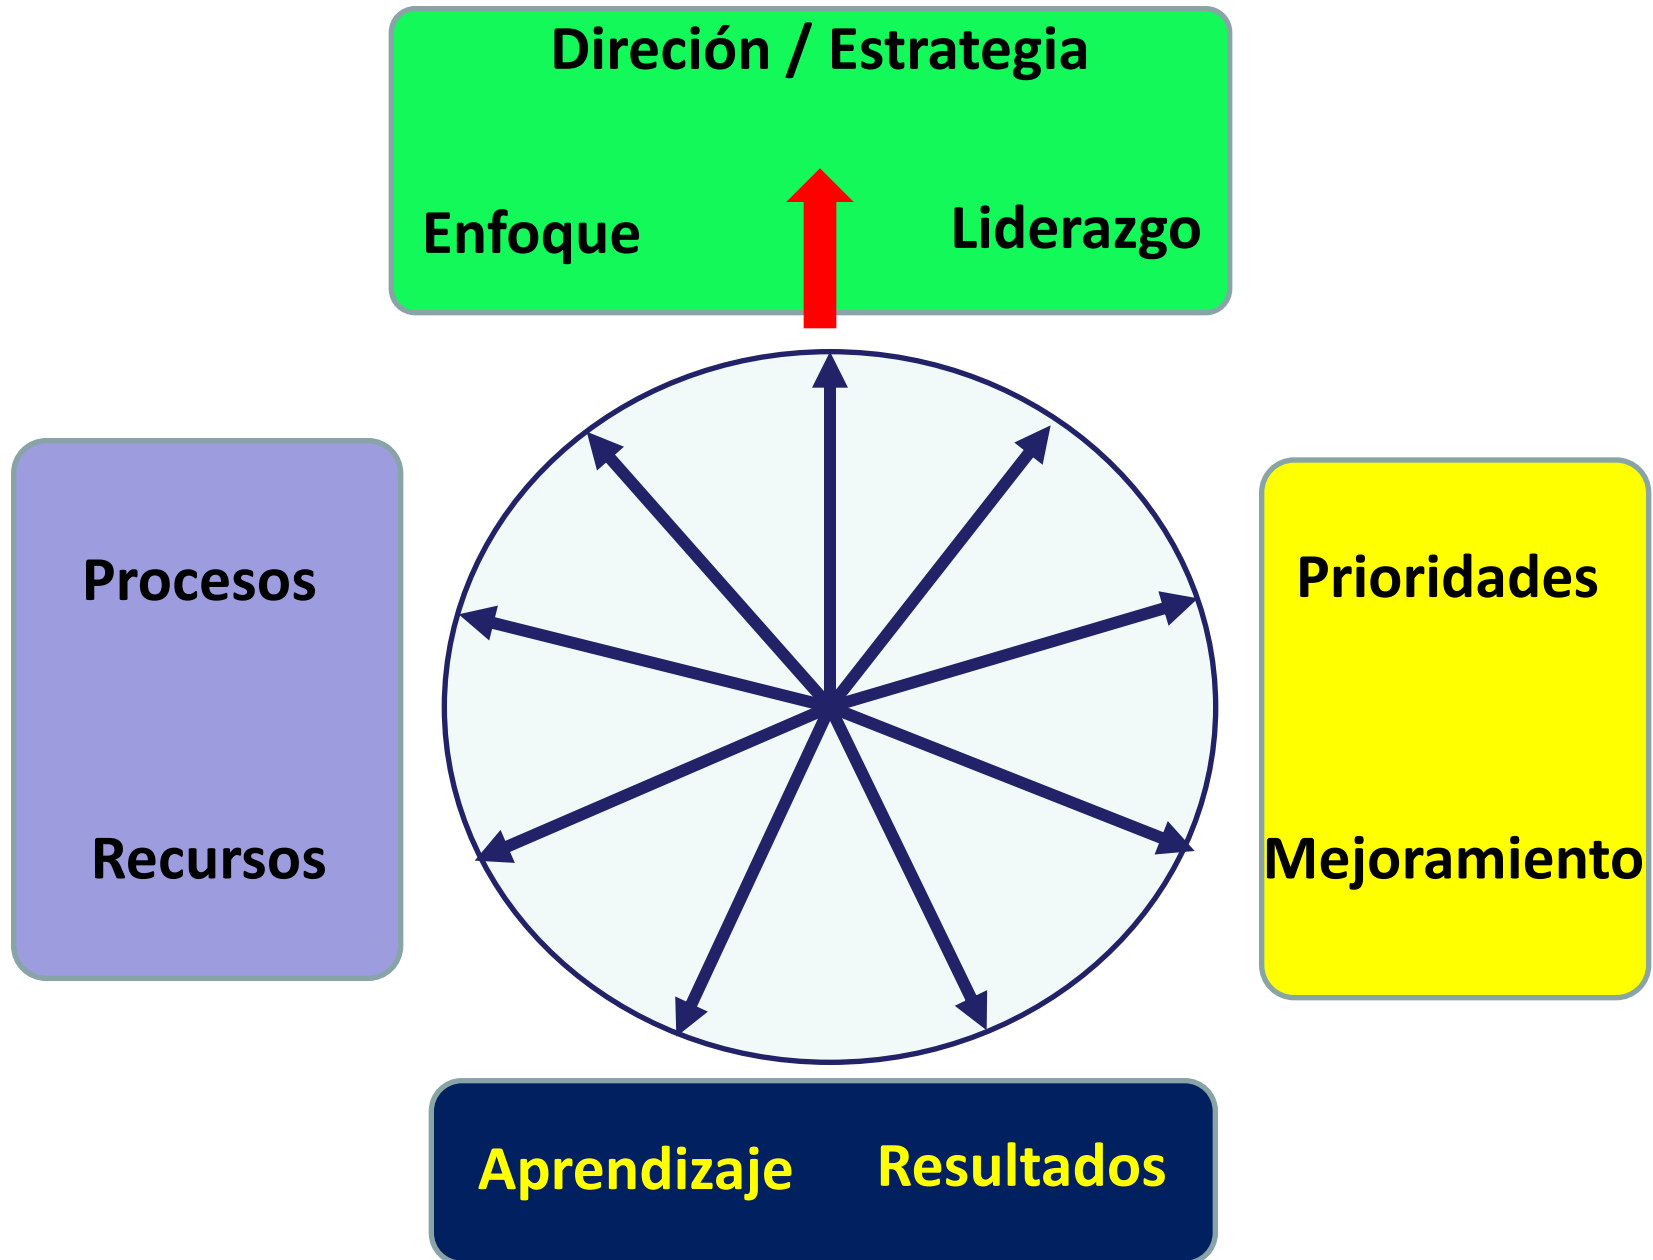 Direción / Estrategia
Enfoque
Liderazgo
Procesos
Prioridades
Recursos
Mejoramiento
Aprendizaje
Resultados